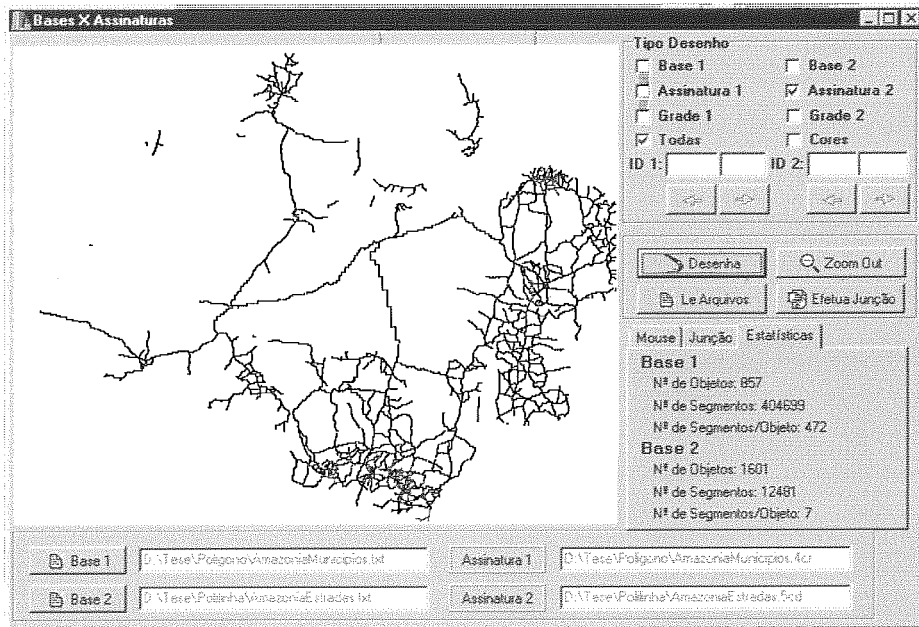 Bases X Assinaturas
Tipo Desenho
Base 1
Base 2
Assinatura 1
Assinatura 2
Grade 1
Grade 2
Todas
Cores
ID 1:
ID 2:
Desenha
Zoom Out
Le Arquivos
Efetua Junção
Mouse
Junção
Estatísticas
Base 1
Nº de Objetos: 857
Nº de Segmentos: 404699
Nº de Segmentos/Objeto: 472
Base 2
Nº de Objetos: 1601
Nº de Segmentos: 12481
Nº de Segmentos/Objeto: 7
Base 1
D:\Tese\Poligono\AmazoniaMunicipios.txt
Assinatura 1
D:\Tese\Poligono\AmazoniaMunicipios.4cr
Base 2
D:\Tese\Polilinha\AmazoniaEstradas.txt
Assinatura 2
D:\Tese\Polilinha\AmazoniaEstradas.5cd